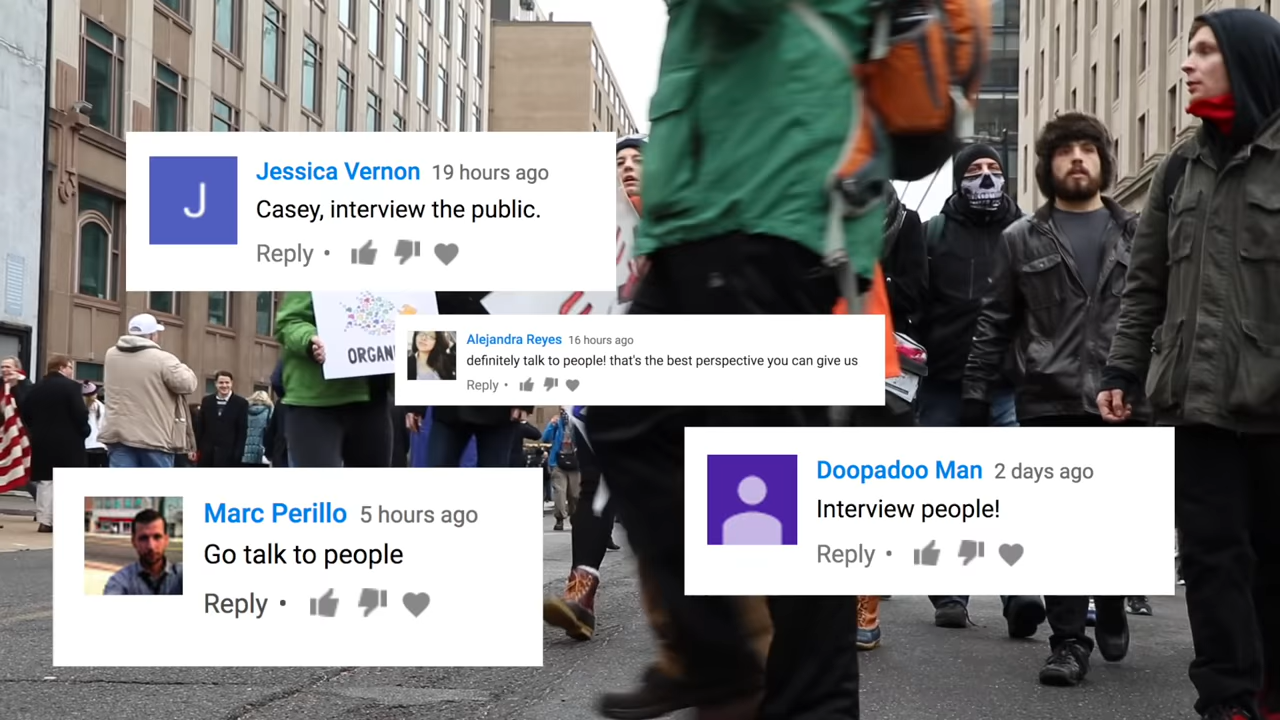 J
Jessica Vernon 19 hours ago
Casey, interview the public.
Reply •
ORGANI
Alejandra Reyes 16 hours ago
definitely talk to people! that's the best perspective you can give us
Reply •
Marc Perillo 5 hours ago
Go talk to people
Reply •
Doopadoo Man 2 days ago
Interview people!
Reply •